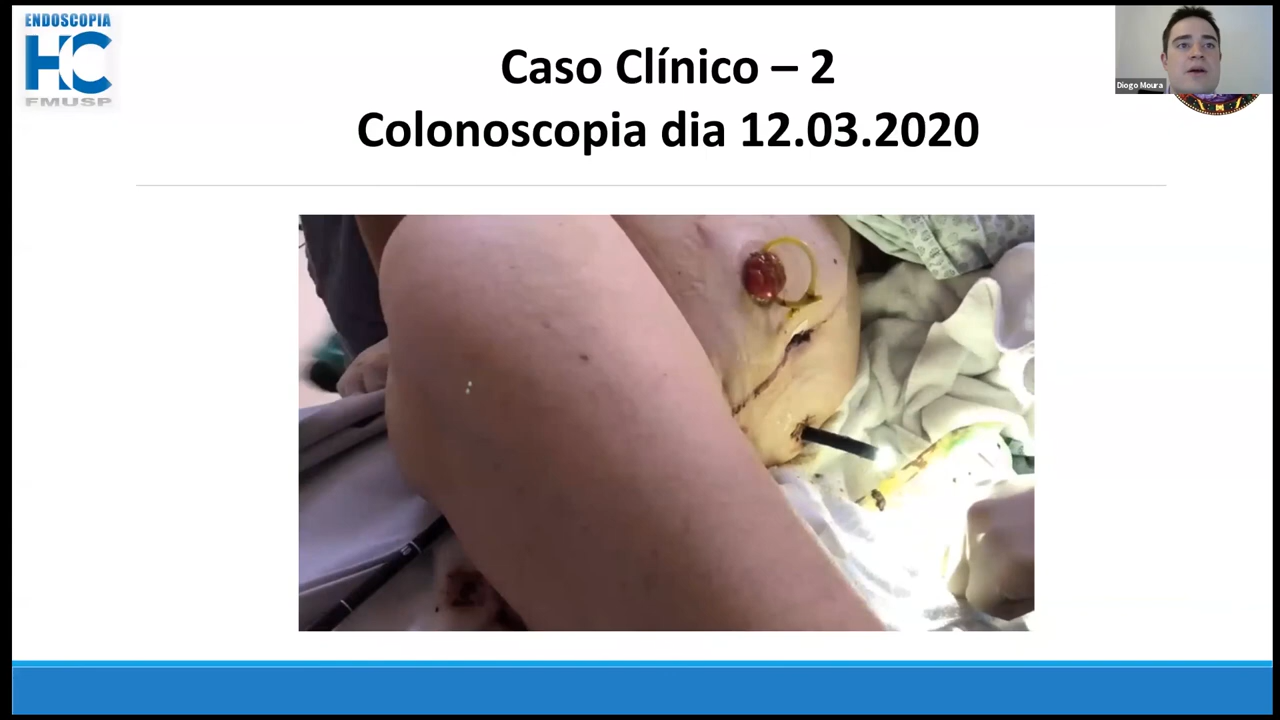 ENDOSCOPIA
HC
FMUSP
Caso Clínico – 2
Colonoscopia dia 12.03.2020
Diogo Moura